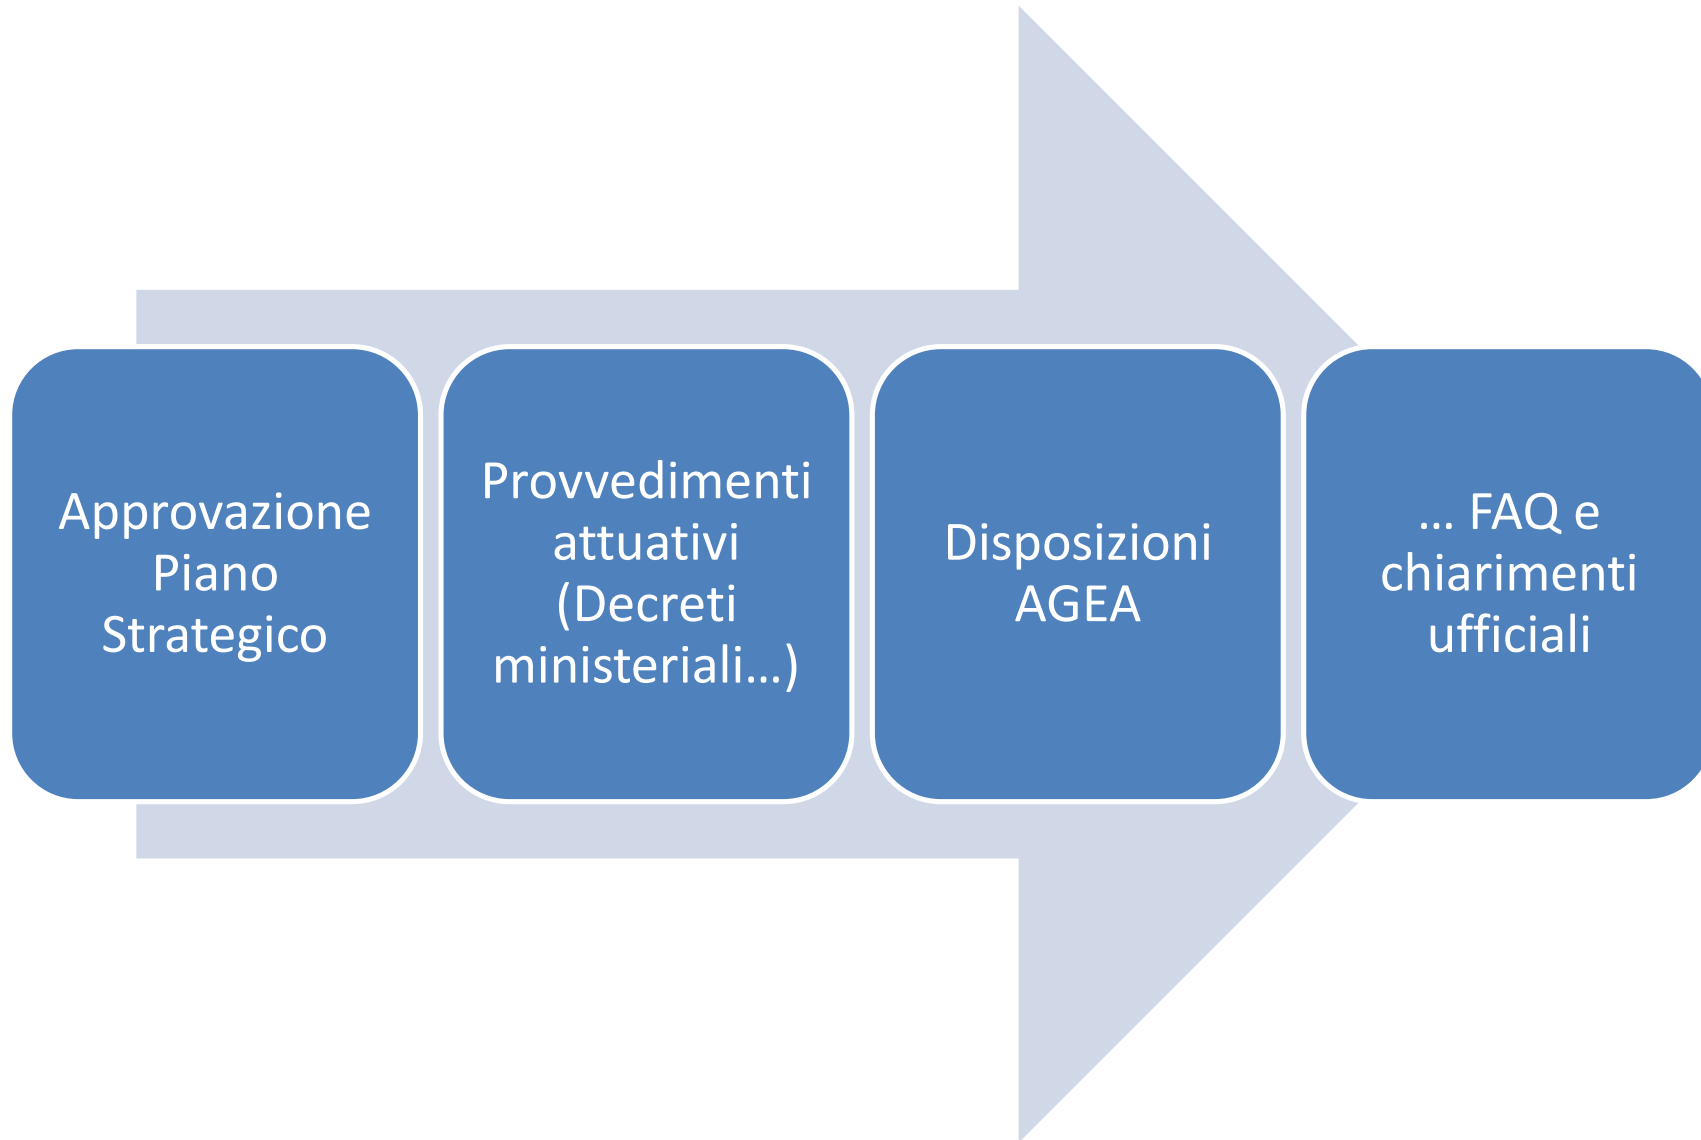 Approvazione
Piano
Strategico
Provvedimenti
attuativi
(Decreti
ministeriali…)
Disposizioni
AGEA
… FAQ e
chiarimenti
ufficiali